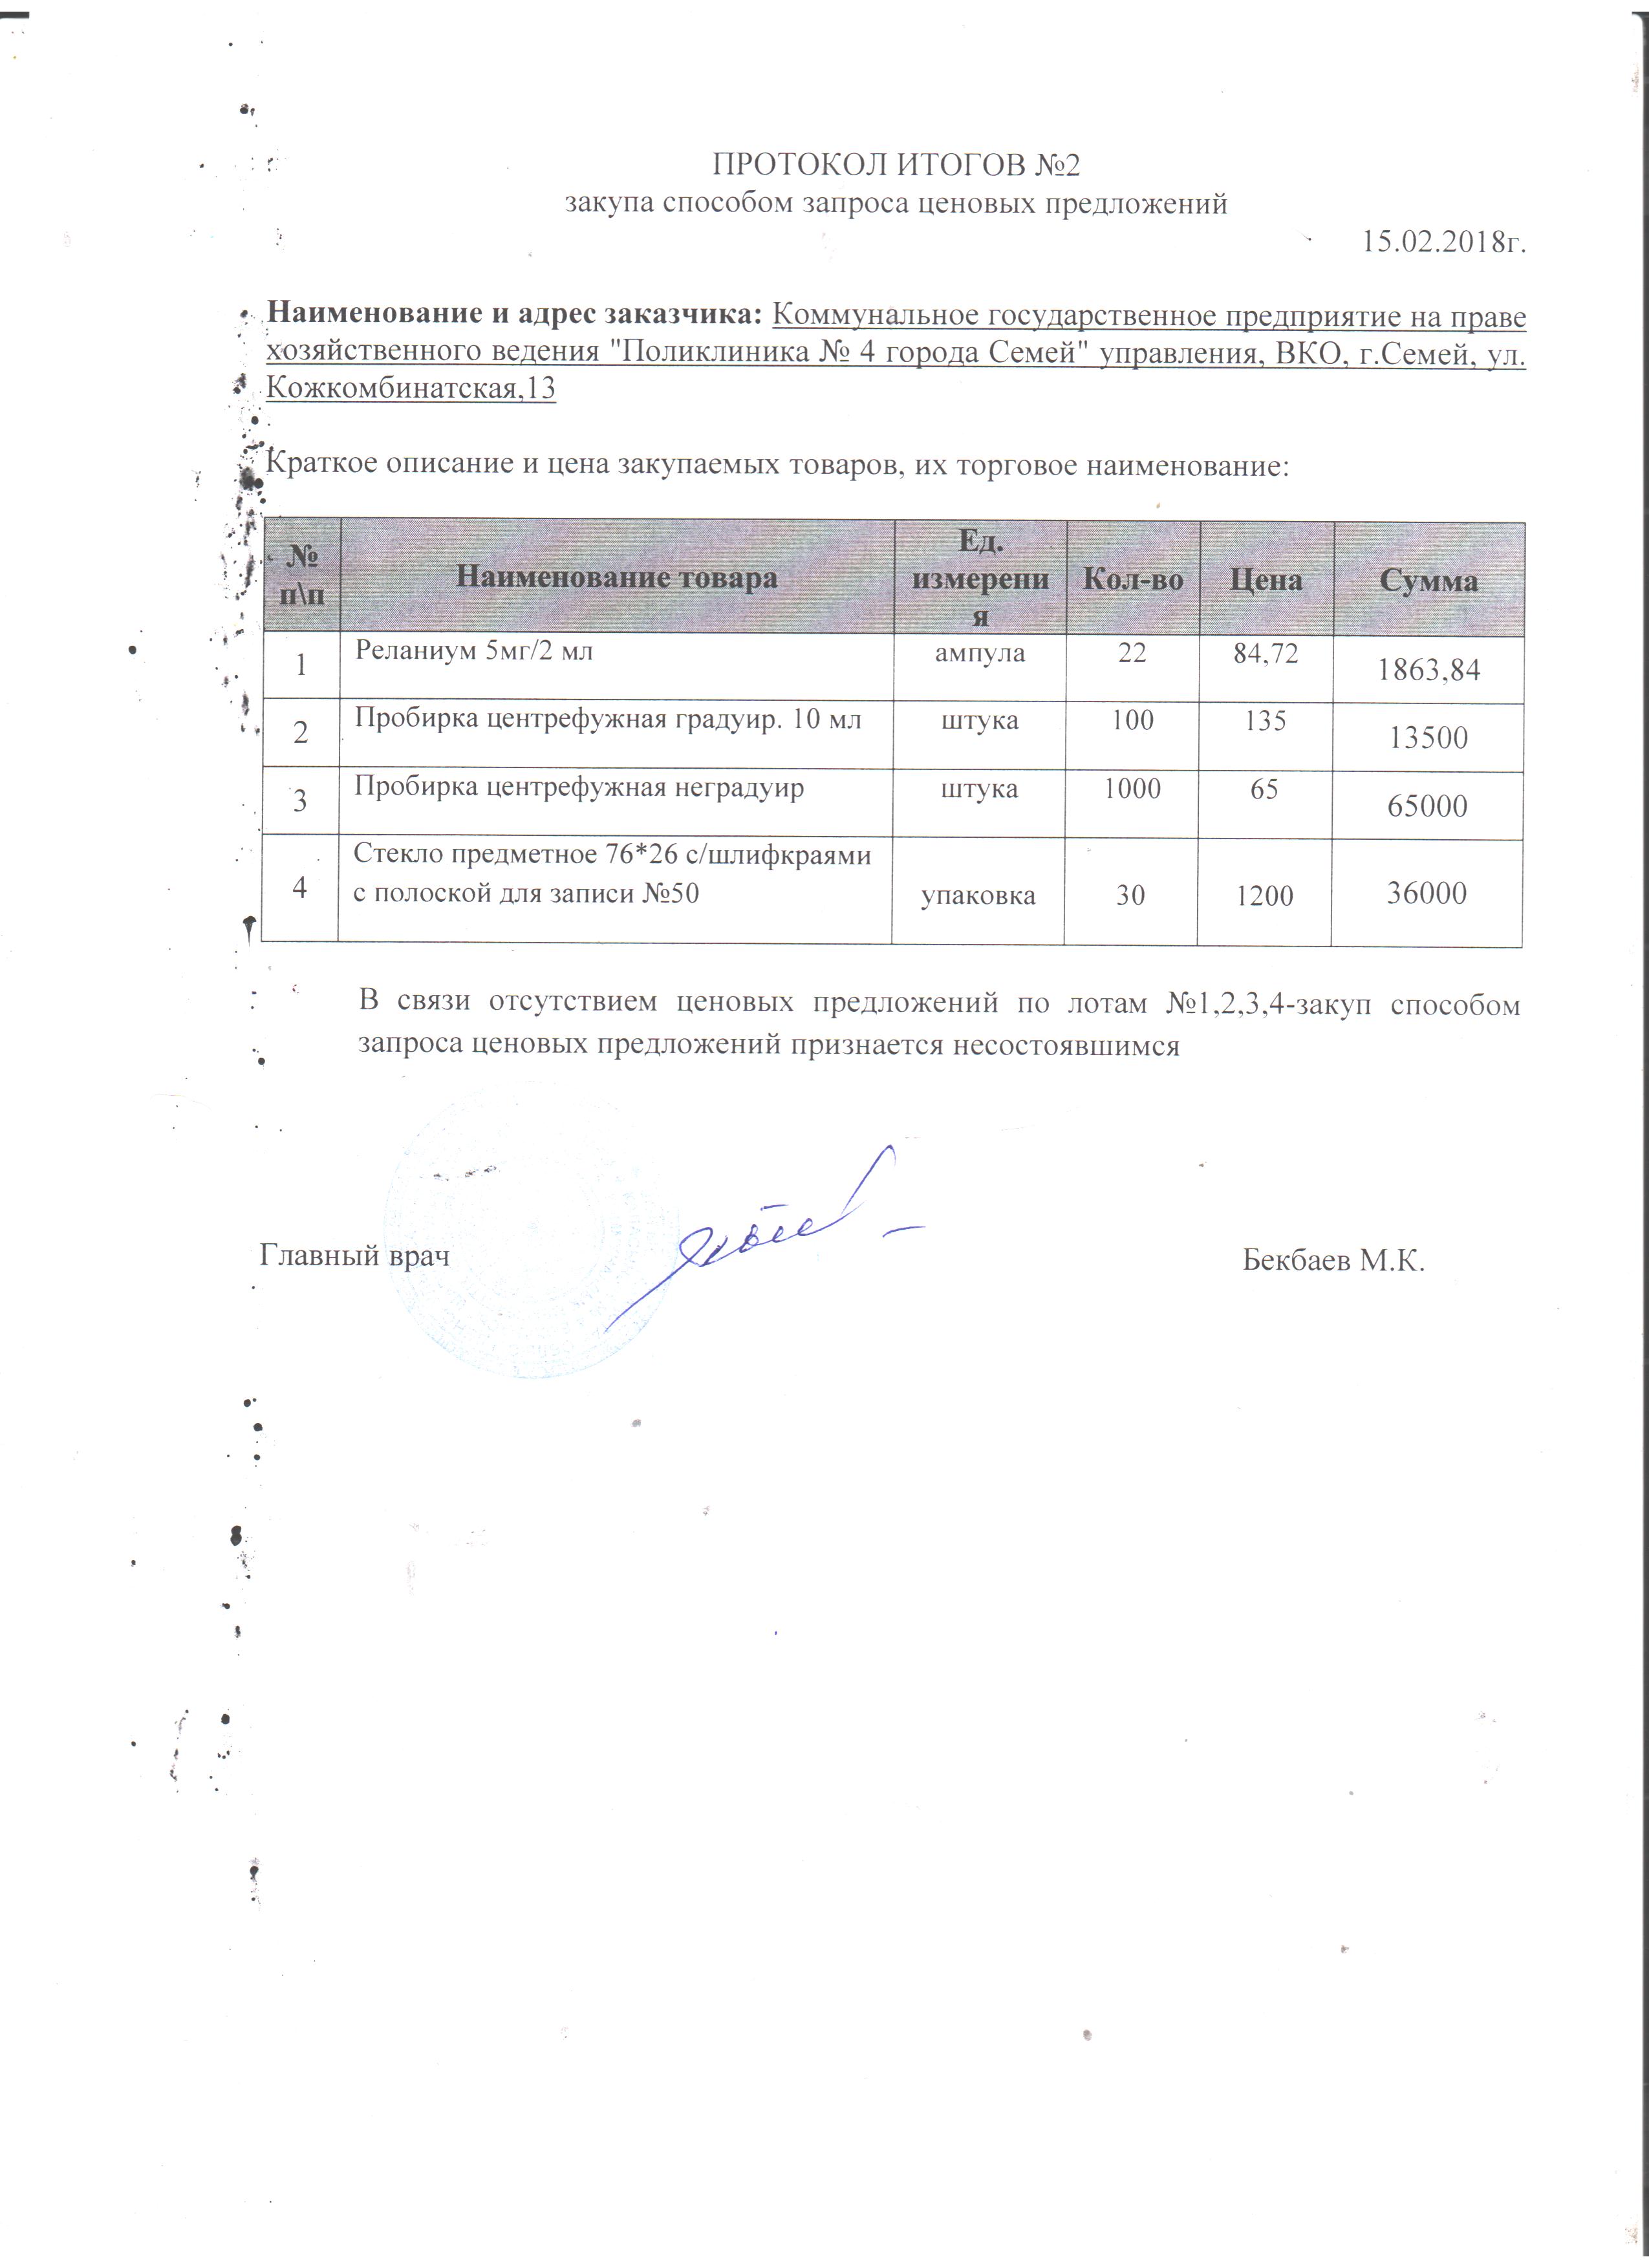 ПРОТОКОЛ ИТОГОВ №2
закупа способом запроса ценовых предложений
15.02.2018г.
Наименование и адрес заказчика: Коммунальное государственное предприятие на праве
хозяйственного ведения "Поликлиника № 4 города Семей" управления, ВКО, г.Семей, ул.
Кожкомбинатская,13
Краткое описание и цена закупаемых товаров, их торговое наименование:
№ п\п Наименование товара Ед. измерения Кол-во Цена Сумма
1 Реланиум 5мг/2 мл ампула 22 84,72 1863,84
2 Пробирка центрефужная градуир. 10 мл штука 100 135 13500
3 Пробирка центрефужная неградуир штука 1000 65 65000
4 Стекло предметное 76*26 с/шлифкраями
с полоской для записи №50 упаковка 30 1200 36000
В связи отсутствием ценовых предложений по лотам №1,2,3,4-закуп способом
запроса ценовых предложений признается несостоявшимся
Главный врач Бекбаев М.К.